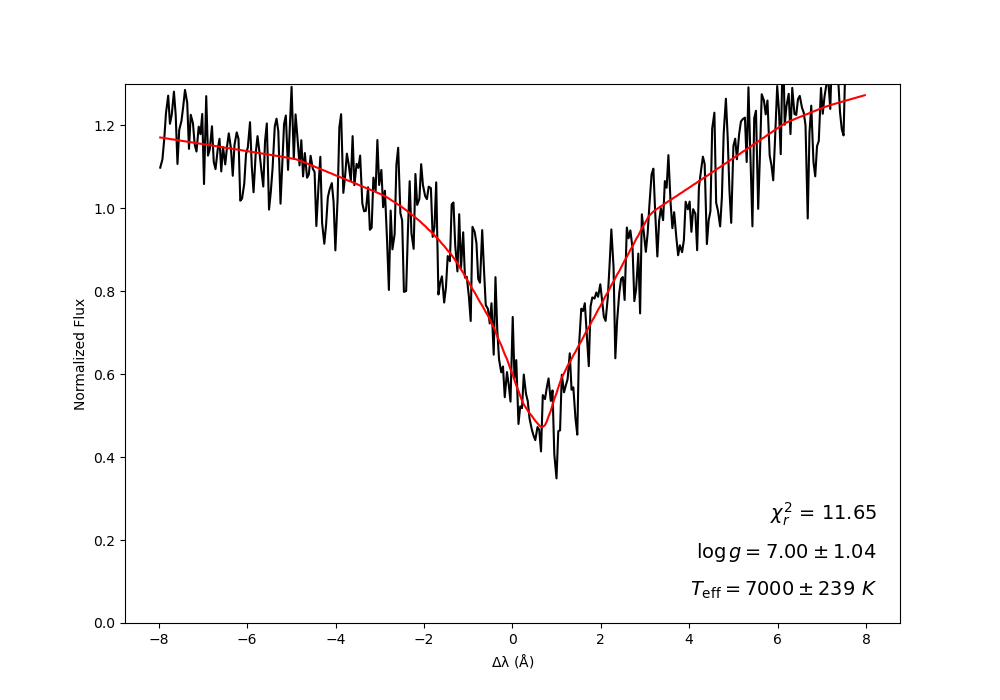 1.2
1.0
0.8
0.6
0.4
0.2
0.0
Normalized Flux
χ²ᵣ = 11.65
log g = 7.00 ± 1.04
T_eff = 7000 ± 239 K
−8 −6 −4 −2 0 2 4 6 8
Δλ (Å)